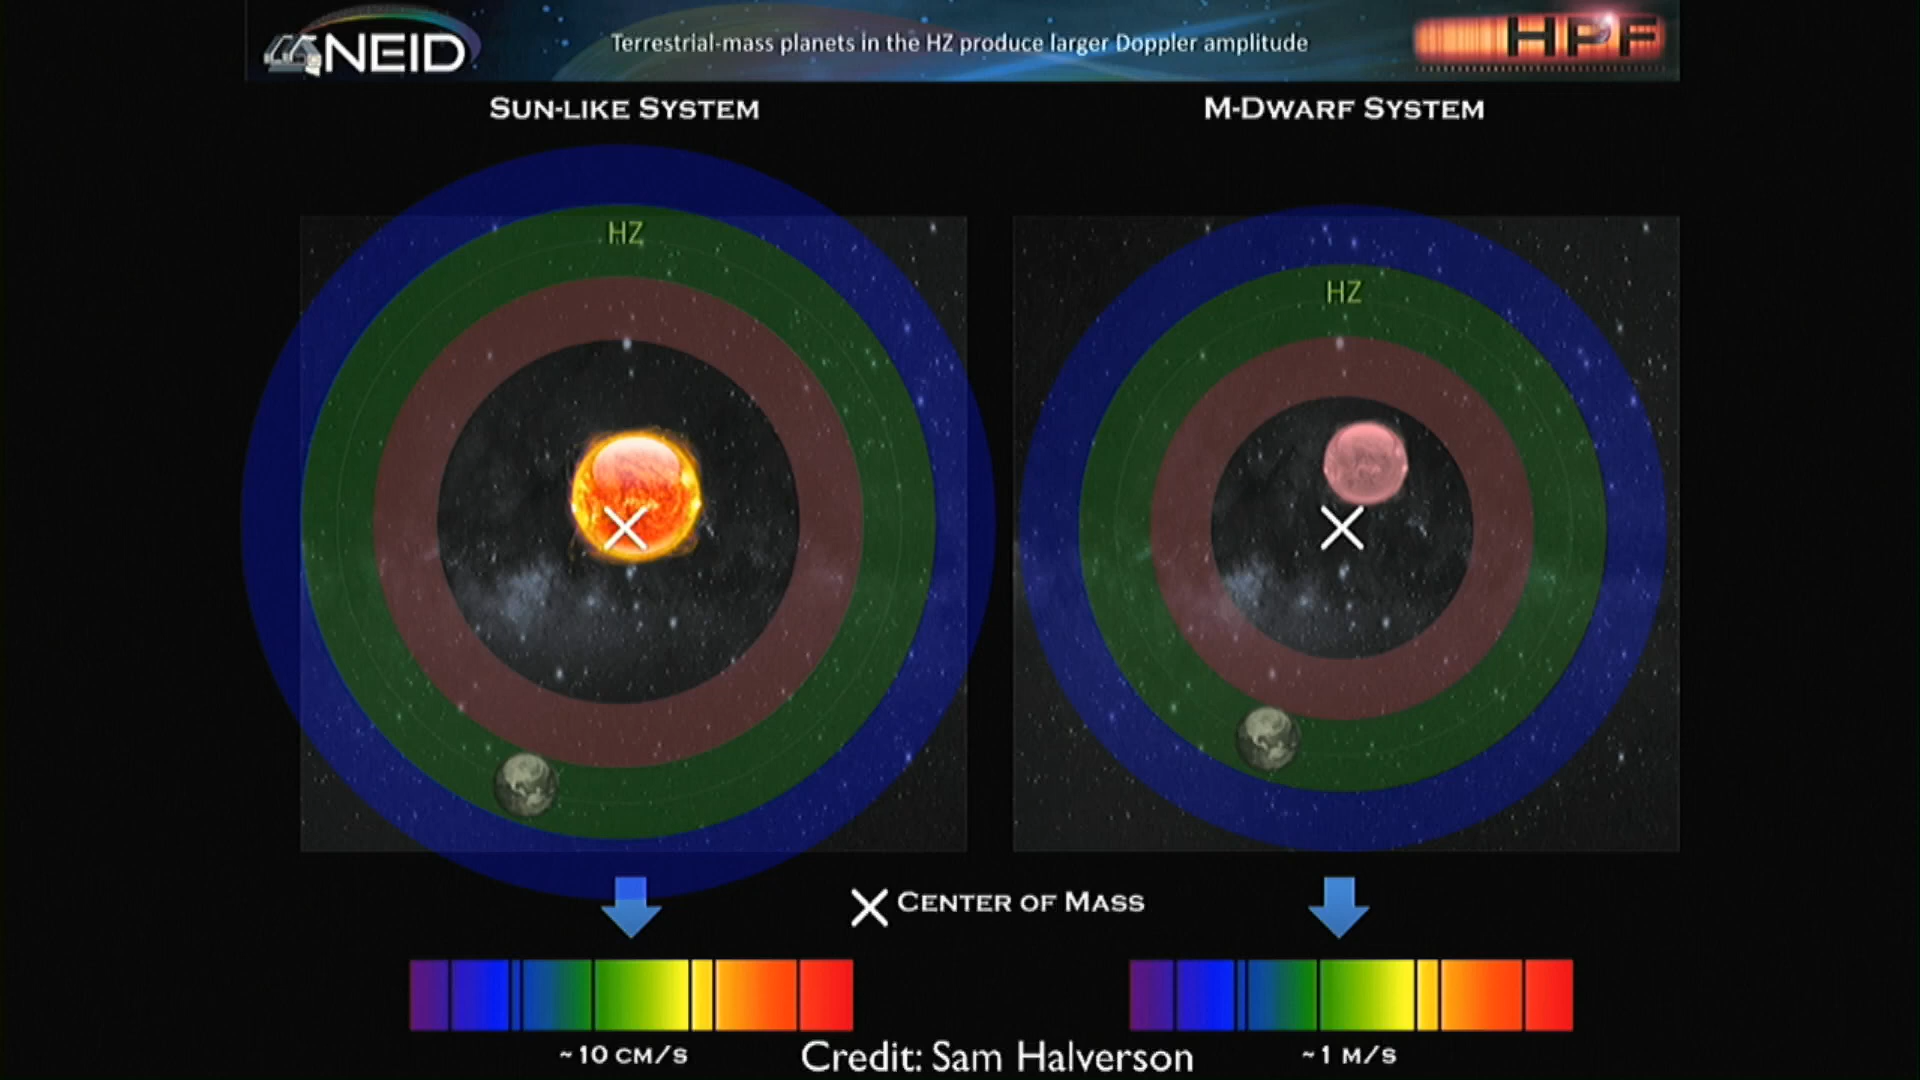 NEID
Terrestrial-mass planets in the HZ produce larger Doppler amplitude
HPF
SUN-LIKE SYSTEM
M-DWARF SYSTEM
HZ
HZ
CENTER OF MASS
~10 CM/S
Credit: Sam Halverson
~1 M/S